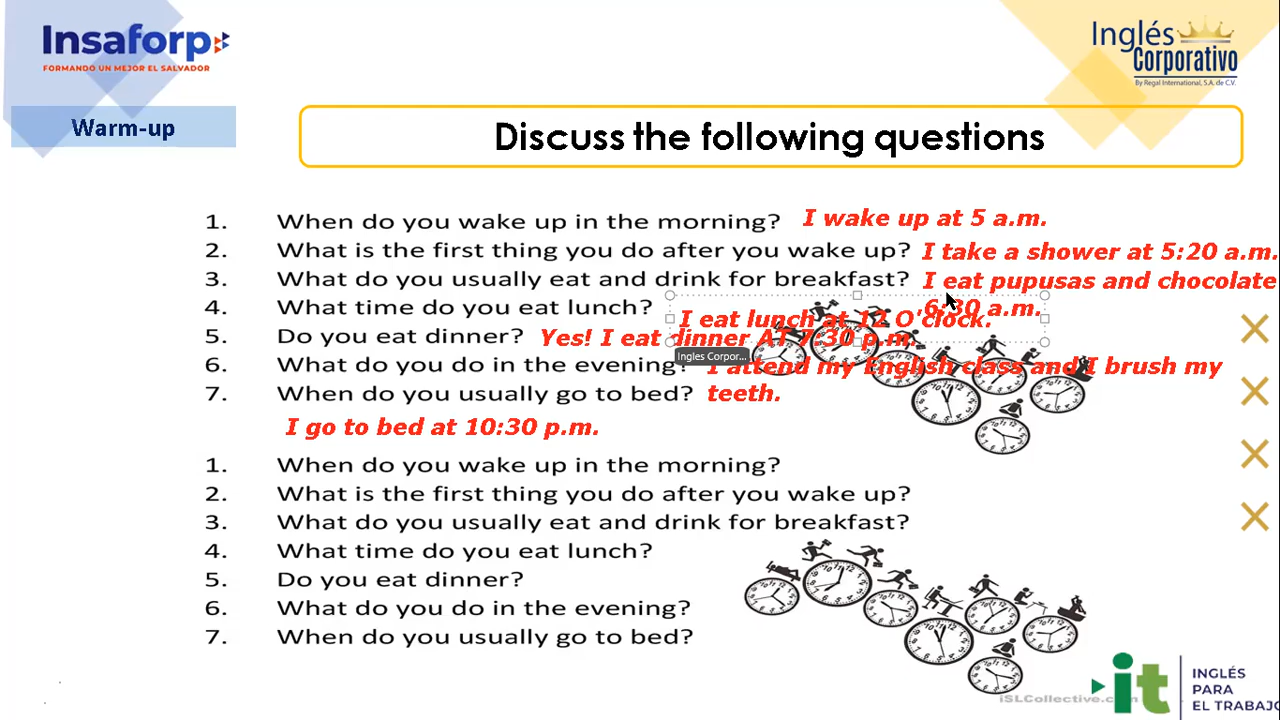 Insaforp
FORMANDO UN MEJOR EL SALVADOR
Inglés
Corporativo
By Regal International, S.A. de C.V.
Warm-up
Discuss the following questions
1. When do you wake up in the morning? I wake up at 5 a.m.
2. What is the first thing you do after you wake up? I take a shower at 5:20 a.m.
3. What do you usually eat and drink for breakfast? I eat pupusas and chocolate
6:30 a.m.
4. What time do you eat lunch? I eat lunch at 12 O'clock.
5. Do you eat dinner? Yes! I eat dinner AT 7:30 p.m.
Ingles Corpor...
6. What do you do in the evening? I attend my English class and I brush my
teeth.
7. When do you usually go to bed?
I go to bed at 10:30 p.m.
1. When do you wake up in the morning?
2. What is the first thing you do after you wake up?
3. What do you usually eat and drink for breakfast?
4. What time do you eat lunch?
5. Do you eat dinner?
6. What do you do in the evening?
7. When do you usually go to bed?
iSLCollective.com
it
INGLÉS
PARA
EL TRABAJO